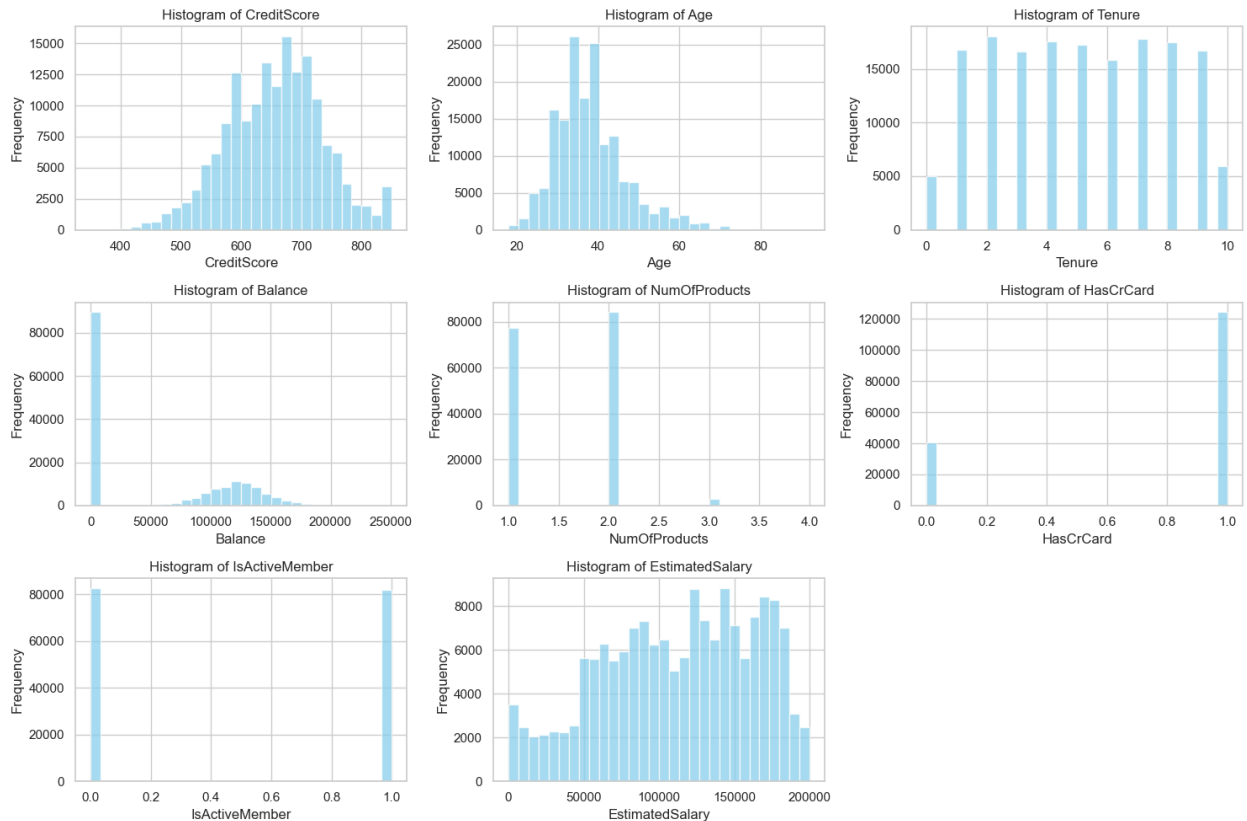 Histogram of CreditScore
Frequency
15000
12500
10000
7500
5000
2500
0
400 500 600 700 800
CreditScore
Histogram of Age
Frequency
25000
20000
15000
10000
5000
0
20 40 60 80
Age
Histogram of Tenure
Frequency
15000
10000
5000
0
0 2 4 6 8 10
Tenure
Histogram of Balance
Frequency
80000
60000
40000
20000
0
0 50000 100000 150000 200000 250000
Balance
Histogram of NumOfProducts
Frequency
80000
60000
40000
20000
0
1.0 1.5 2.0 2.5 3.0 3.5 4.0
NumOfProducts
Histogram of HasCrCard
Frequency
120000
100000
80000
60000
40000
20000
0
0.0 0.2 0.4 0.6 0.8 1.0
HasCrCard
Histogram of IsActiveMember
Frequency
80000
60000
40000
20000
0
0.0 0.2 0.4 0.6 0.8 1.0
IsActiveMember
Histogram of EstimatedSalary
Frequency
8000
6000
4000
2000
0
0 50000 100000 150000 200000
EstimatedSalary